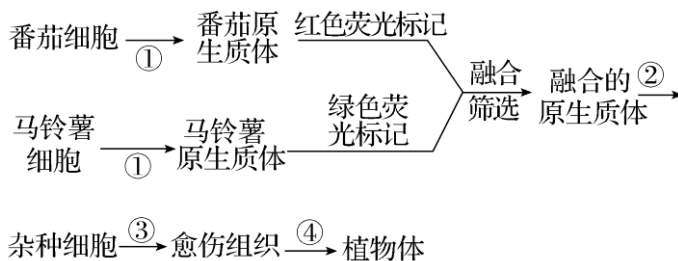 番茄细胞 ① 番茄原生质体 红色荧光标记
马铃薯细胞 ① 马铃薯原生质体 绿色荧光标记
融合筛选 融合的原生质体 ②
杂种细胞 ③ 愈伤组织 ④ 植物体